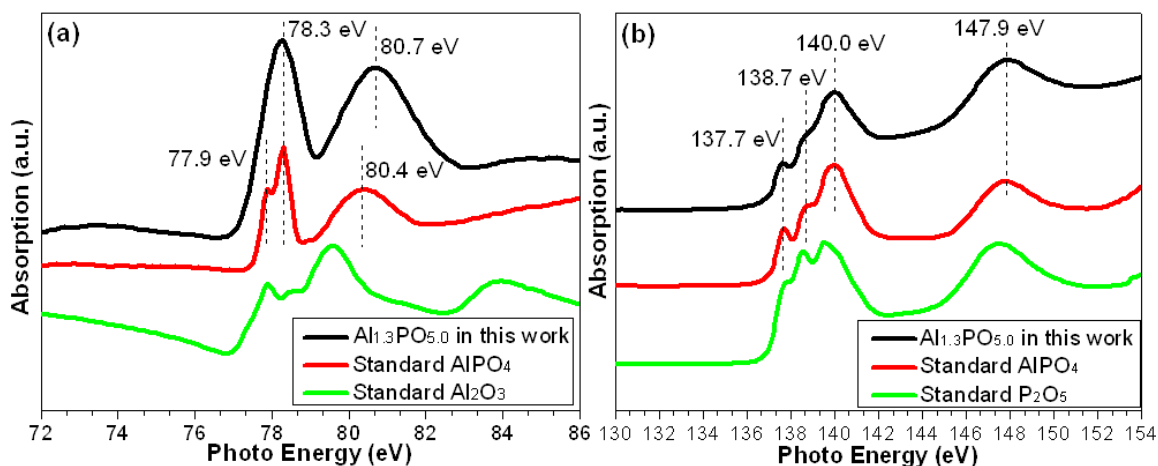 (a)
78.3 eV
80.7 eV
77.9 eV
80.4 eV
Absorption (a.u.)
Al1.3PO5.0 in this work
Standard AlPO4
Standard Al2O3
72 74 76 78 80 82 84 86
Photo Energy (eV)
(b)
140.0 eV
147.9 eV
138.7 eV
137.7 eV
Absorption (a.u.)
Al1.3PO5.0 in this work
Standard AlPO4
Standard P2O5
130 132 134 136 138 140 142 144 146 148 150 152 154
Photo Energy (eV)